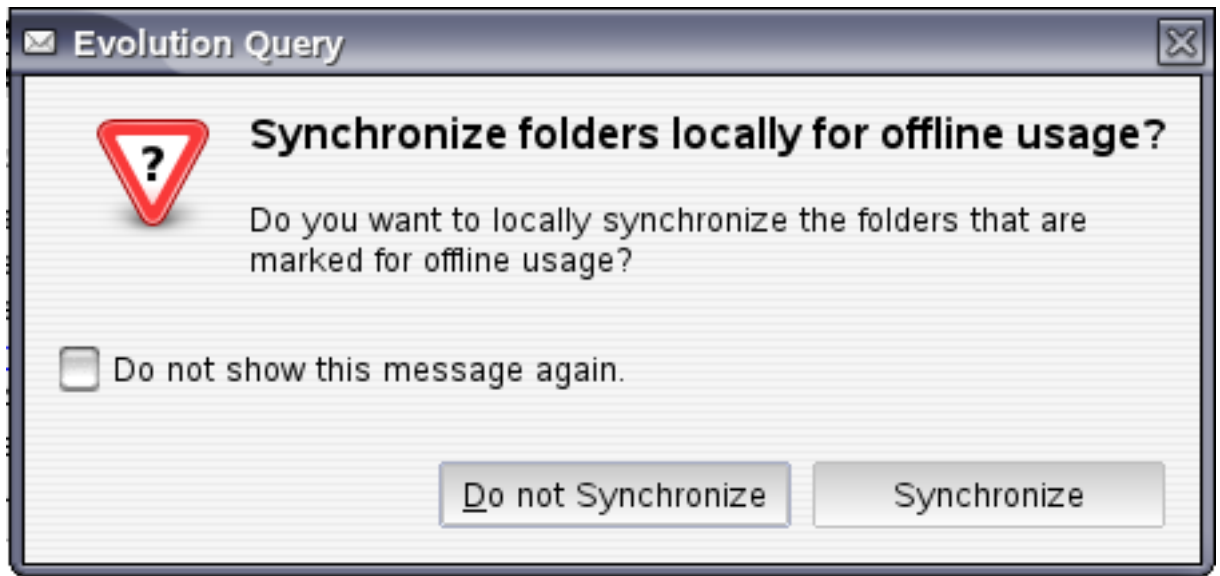 Evolution Query
?
Synchronize folders locally for offline usage?
Do you want to locally synchronize the folders that are
marked for offline usage?
Do not show this message again.
Do not Synchronize
Synchronize